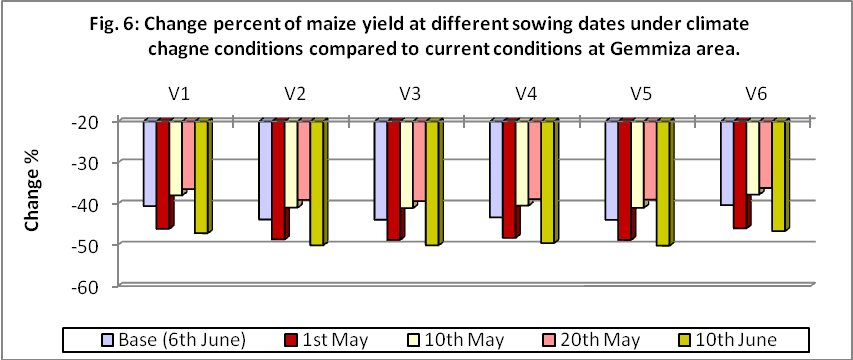 Fig. 6: Change percent of maize yield at different sowing dates under climate
chagne conditions compared to current conditions at Gemmiza area.
V1 V2 V3 V4 V5 V6
-20
-30
-40
-50
-60
Change %
Base (6th June) 1st May 10th May 20th May 10th June